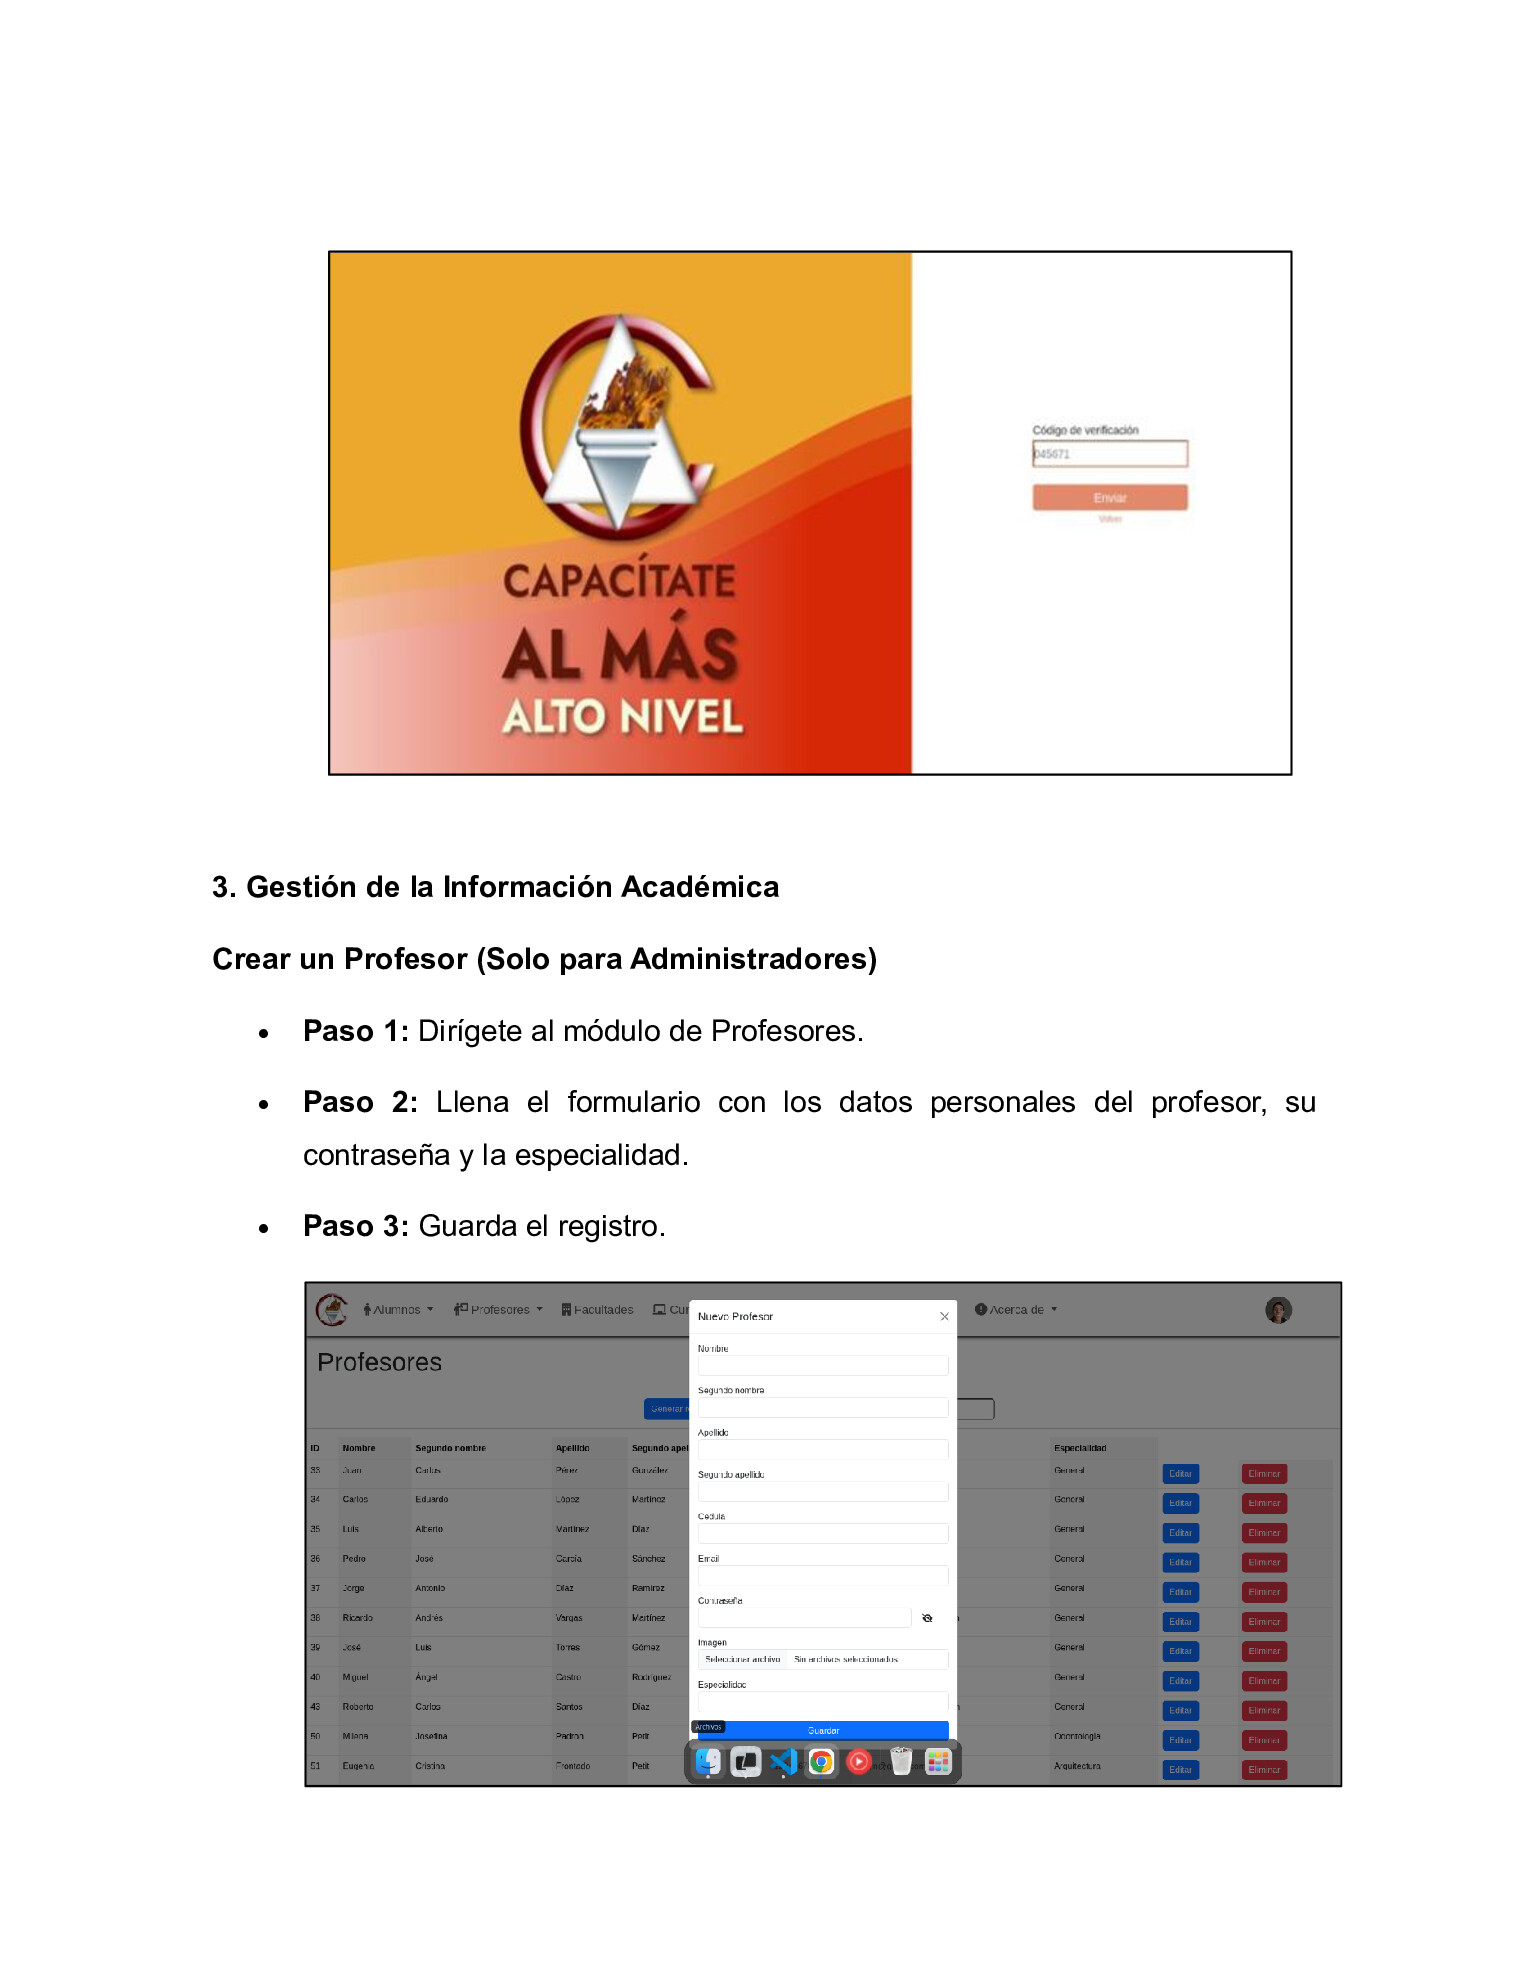 CAPACÍTATE
AL MÁS
ALTO NIVEL
Código de verificación
045671
Enviar
Volver
3. Gestión de la Información Académica
Crear un Profesor (Solo para Administradores)
• Paso 1: Dirígete al módulo de Profesores.
• Paso 2: Llena el formulario con los datos personales del profesor, su
contraseña y la especialidad.
• Paso 3: Guarda el registro.
Alumnos Profesores Facultades Cur Acerca de
Profesores
Generar
Nuevo Profesor
Nombre
Segundo nombre
Apellido
Segundo apellido
Cédula
Email
Contraseña
Imagen
Seleccionar archivo Sin archivos seleccionados
Especialidad
Guardar
Archivos
ID Nombre Segundo nombre Apellido Segundo apel Especialidad
33 Juan Carlos Pérez González General Editar Eliminar
34 Carlos Eduardo López Martínez General Editar Eliminar
35 Luis Alberto Martínez Díaz General Editar Eliminar
36 Pedro José García Sánchez General Editar Eliminar
37 Jorge Antonio Díaz Ramírez General Editar Eliminar
38 Ricardo Andrés Vargas Martínez General Editar Eliminar
39 José Luis Torres Gómez General Editar Eliminar
40 Miguel Ángel Castro Rodríguez General Editar Eliminar
43 Roberto Carlos Santos Díaz General Editar Eliminar
50 Milena Josefina Padron Petit Odontología Editar Eliminar
51 Eugenia Cristina Frontado Petit Arquitectura Editar Eliminar